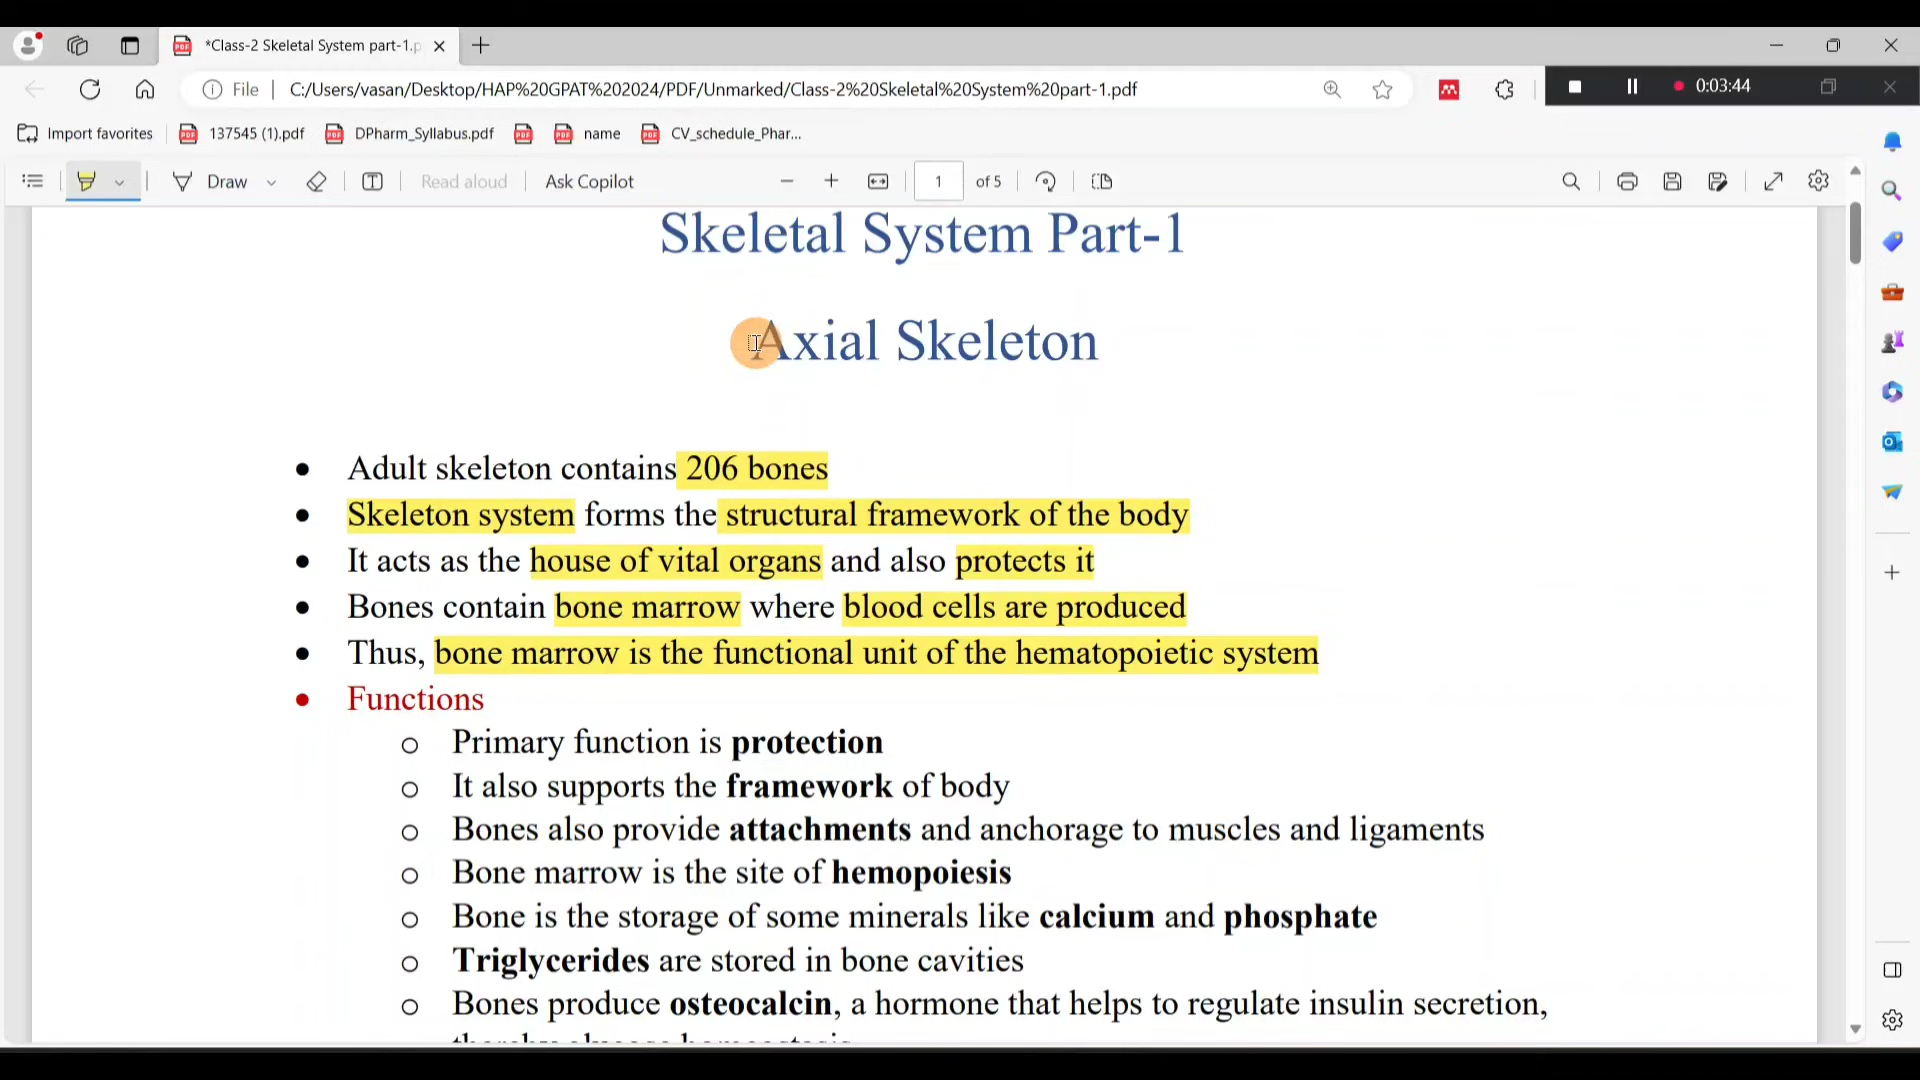 *Class-2 Skeletal System part-1.p
File
C:/Users/vasan/Desktop/HAP%20GPAT%202024/PDF/Unmarked/Class-2%20Skeletal%20System%20part-1.pdf
0:03:44
Import favorites
137545 (1).pdf
DPharm_Syllabus.pdf
name
CV_schedule_Phar...
Draw
Read aloud
Ask Copilot
1
of 5
Skeletal System Part-1
Axial Skeleton
• Adult skeleton contains 206 bones
• Skeleton system forms the structural framework of the body
• It acts as the house of vital organs and also protects it
• Bones contain bone marrow where blood cells are produced
• Thus, bone marrow is the functional unit of the hematopoietic system
• Functions
o Primary function is protection
o It also supports the framework of body
o Bones also provide attachments and anchorage to muscles and ligaments
o Bone marrow is the site of hemopoiesis
o Bone is the storage of some minerals like calcium and phosphate
o Triglycerides are stored in bone cavities
o Bones produce osteocalcin, a hormone that helps to regulate insulin secretion,